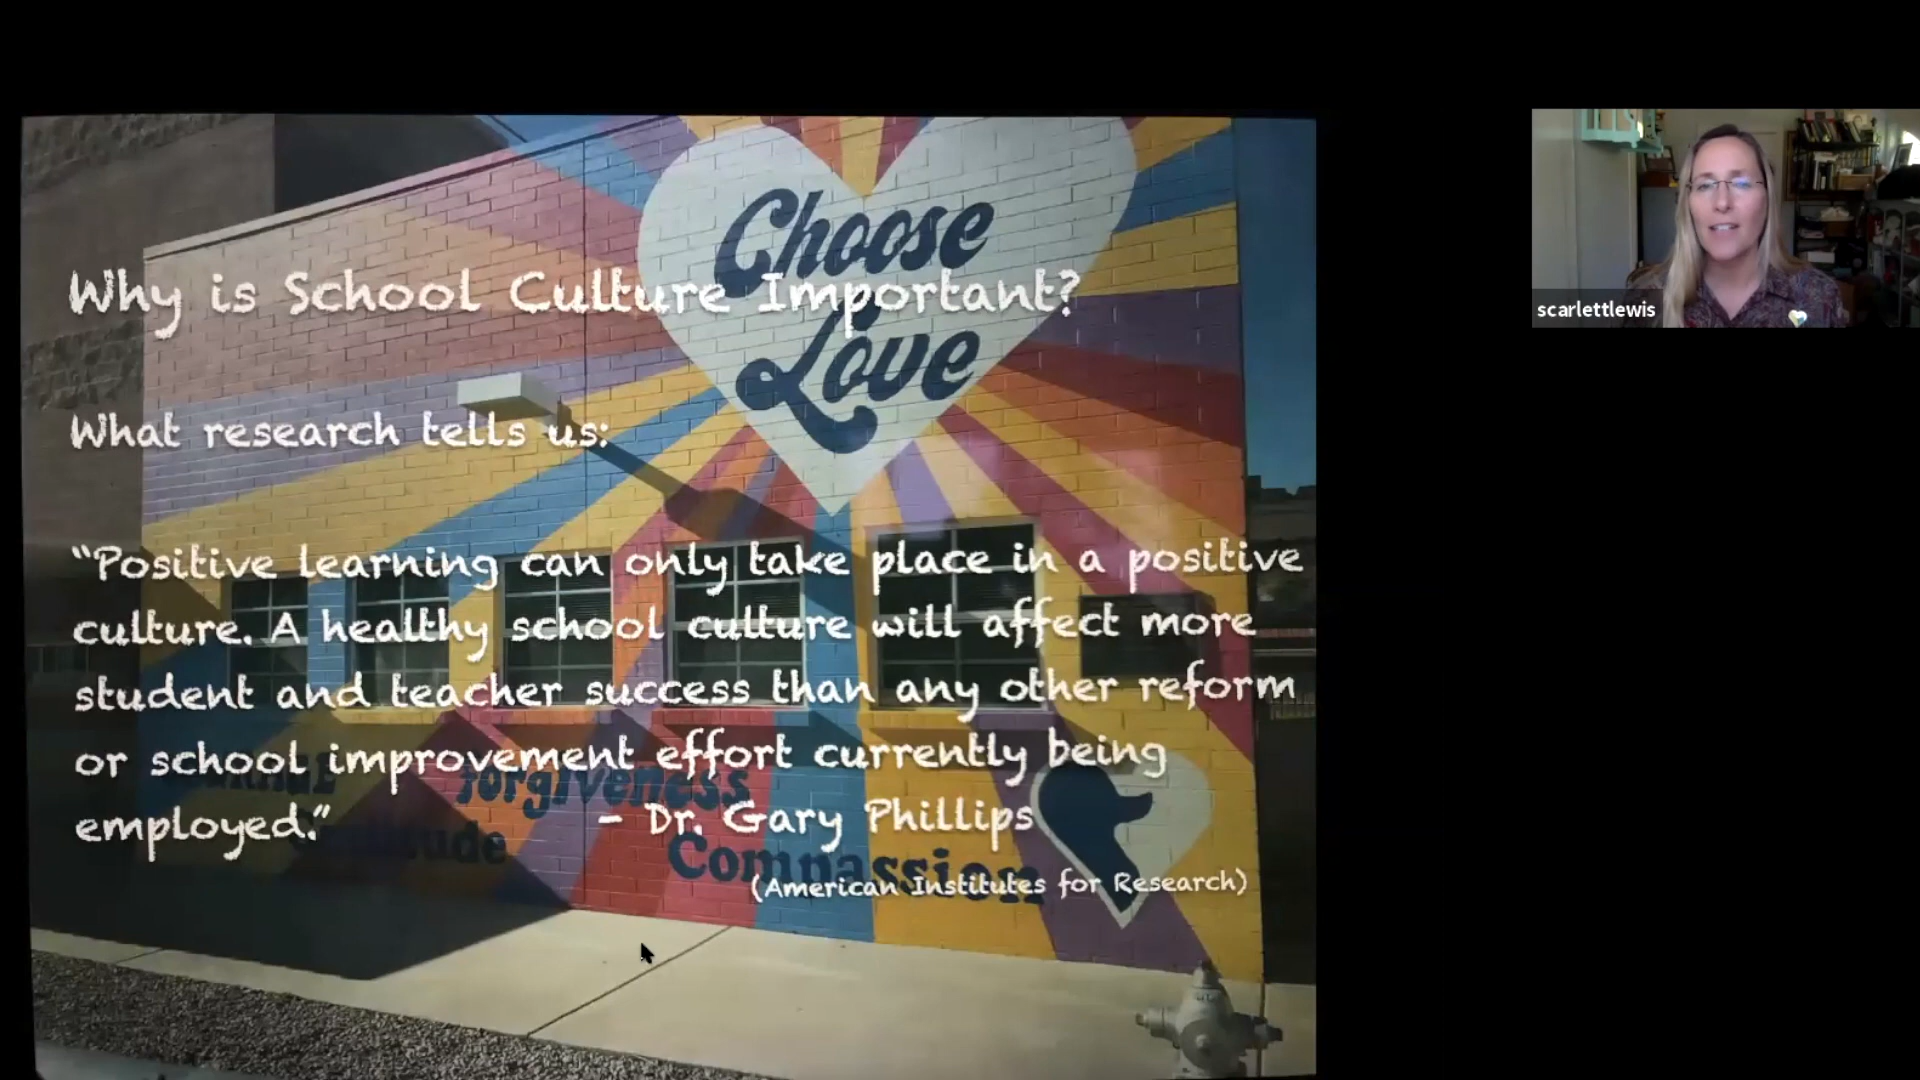 Choose
Why is School Culture Important?
Love
What research tells us:
“Positive learning can only take place in a positive
culture. A healthy school culture will affect more
student and teacher success than any other reform
or school improvement effort currently being
forgiveness
employed.”
– Dr. Gary Phillips
Compassion
(American Institutes for Research)
scarlettlewis